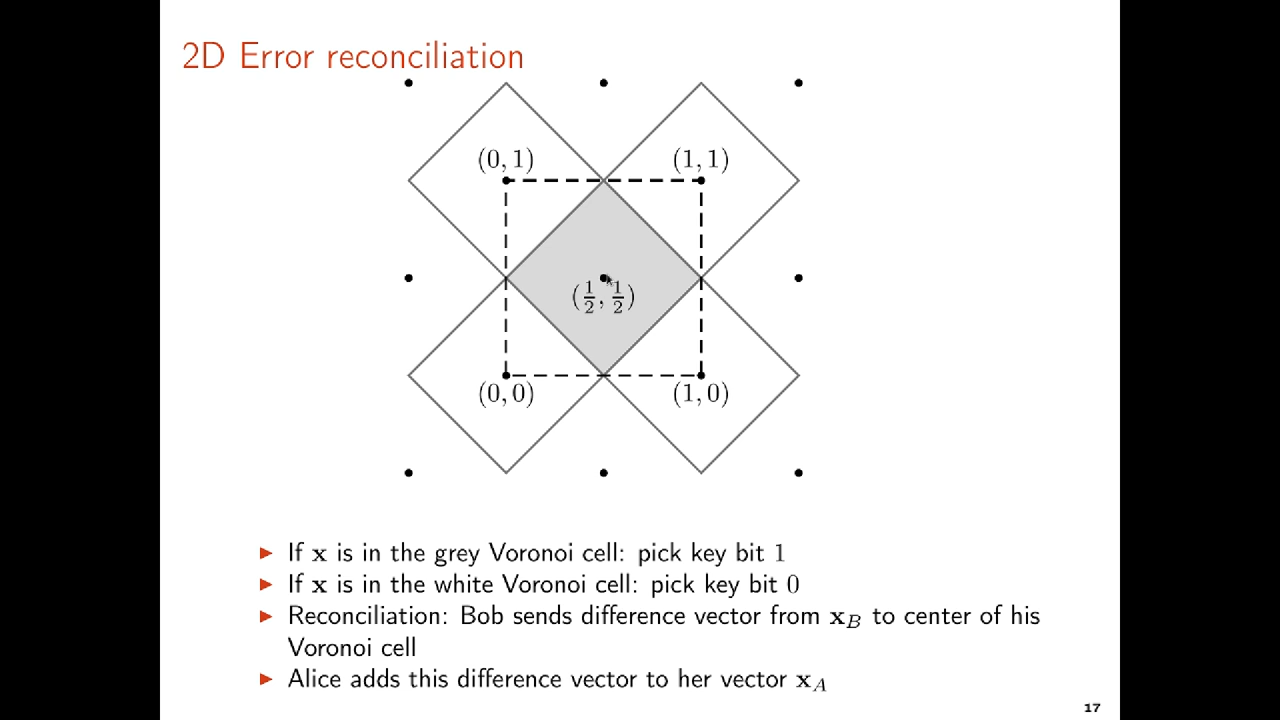 2D Error reconciliation
(0, 1) (1, 1)
(1/2, 1/2)
(0, 0) (1, 0)
▶ If x is in the grey Voronoi cell: pick key bit 1
▶ If x is in the white Voronoi cell: pick key bit 0
▶ Reconciliation: Bob sends difference vector from x_B to center of his
Voronoi cell
▶ Alice adds this difference vector to her vector x_A
17